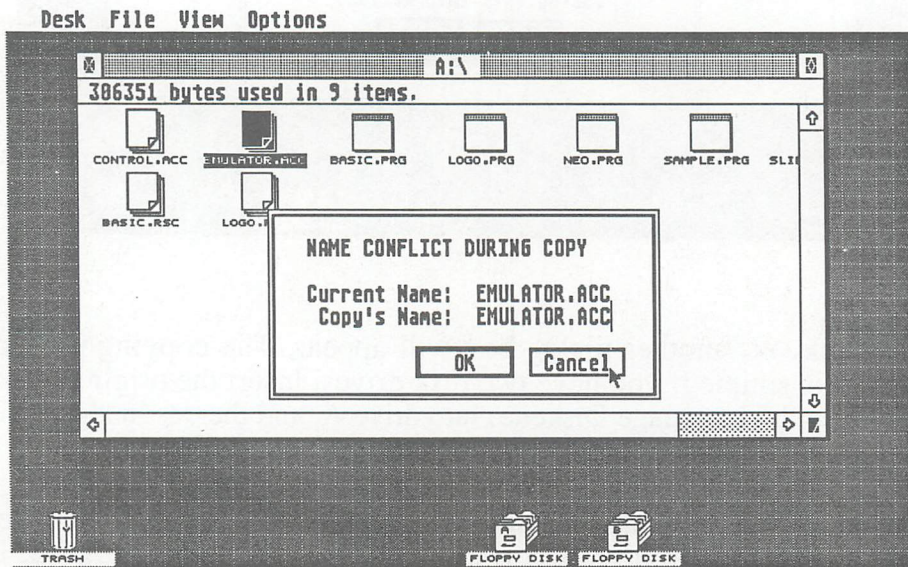 Desk File View Options
A:\
306351 bytes used in 9 items.
CONTROL.ACC EMULATOR.ACC BASIC.PRG LOGO.PRG NEO.PRG SAMPLE.PRG
BASIC.RSC LOGO.
NAME CONFLICT DURING COPY
Current Name: EMULATOR.ACC
Copy's Name: EMULATOR.ACC
OK Cancel
A B
TRASH FLOPPY DISK FLOPPY DISK